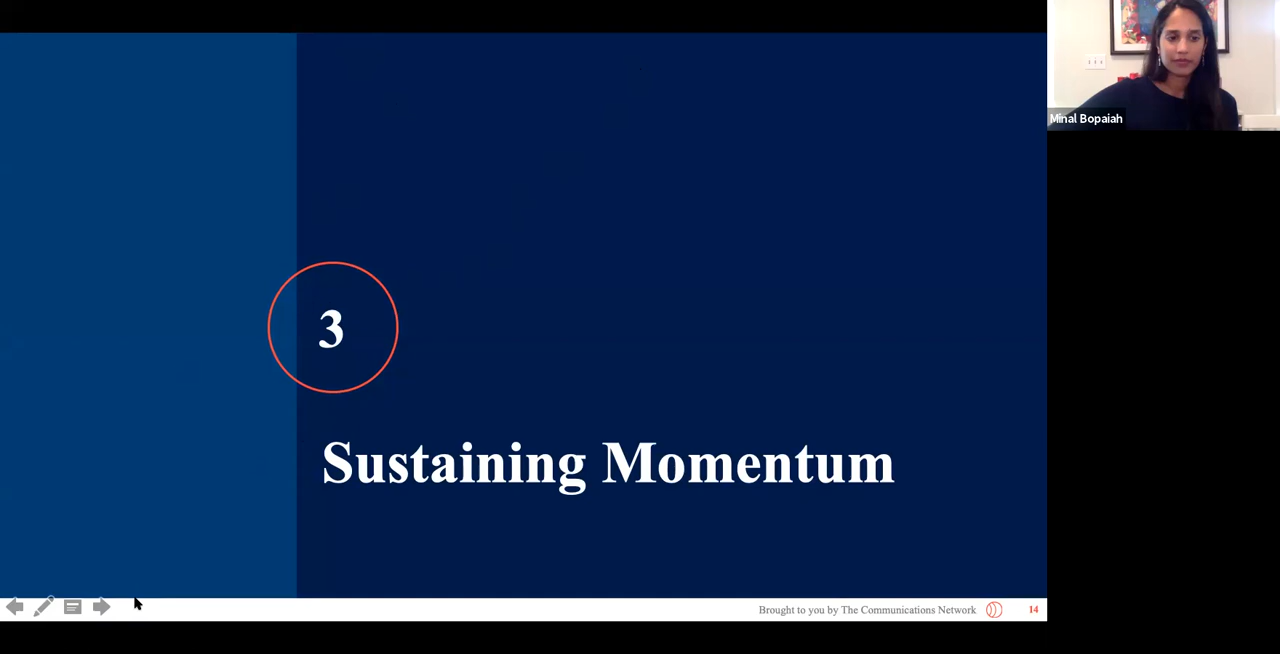 Minal Bopaiah
3
Sustaining Momentum
Brought to you by The Communications Network
14